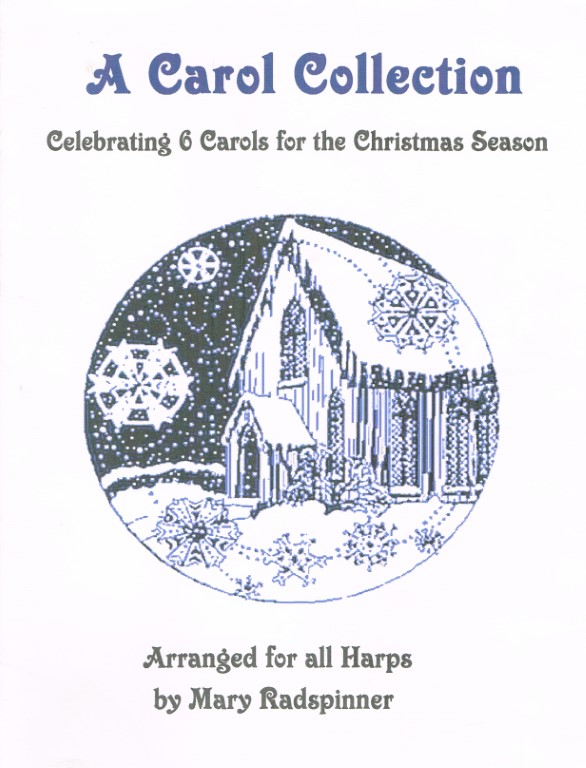 A Carol Collection
Celebrating 6 Carols for the Christmas Season
Arranged for all Harps
by Mary Radspinner